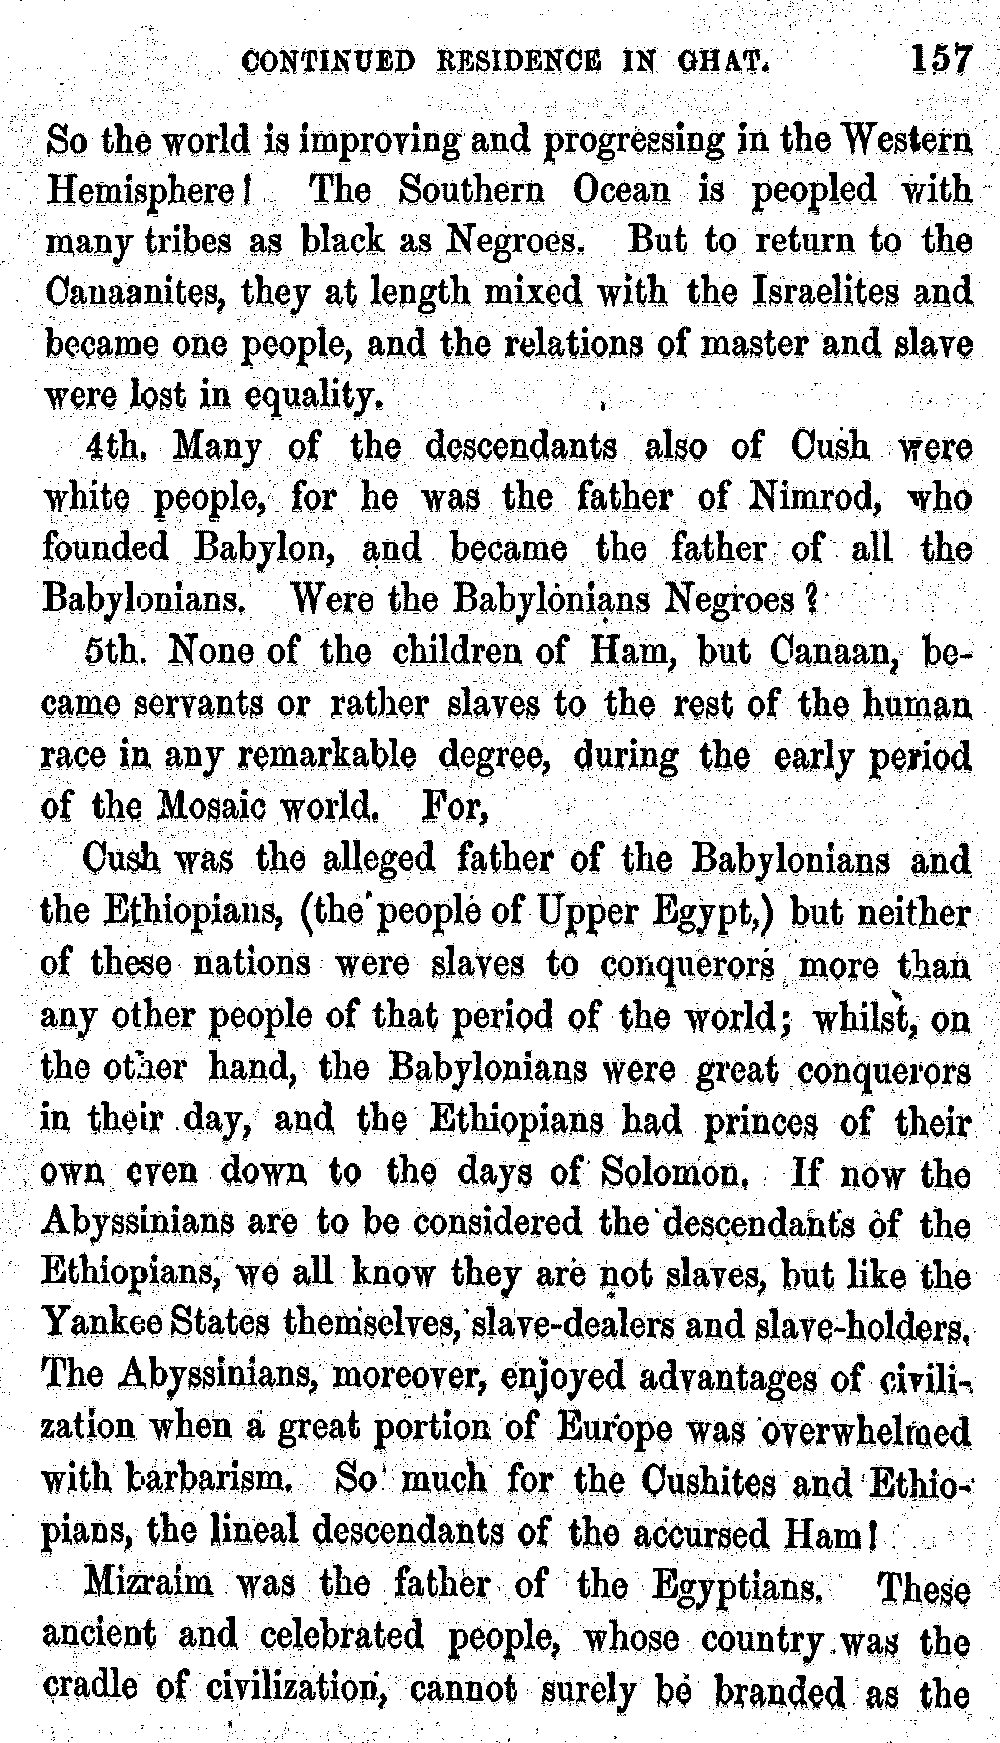 CONTINUED RESIDENCE IN GHAT. 157
So the world is improving and progressing in the Western
Hemisphere! The Southern Ocean is peopled with
many tribes as black as Negroes. But to return to the
Canaanites, they at length mixed with the Israelites and
became one people, and the relations of master and slave
were lost in equality.
4th. Many of the descendants also of Cush were
white people, for he was the father of Nimrod, who
founded Babylon, and became the father of all the
Babylonians. Were the Babylonians Negroes?
5th. None of the children of Ham, but Canaan, be-
came servants or rather slaves to the rest of the human
race in any remarkable degree, during the early period
of the Mosaic world. For,
Cush was the alleged father of the Babylonians and
the Ethiopians, (the people of Upper Egypt,) but neither
of these nations were slaves to conquerors more than
any other people of that period of the world; whilst, on
the other hand, the Babylonians were great conquerors
in their day, and the Ethiopians had princes of their
own even down to the days of Solomon. If now the
Abyssinians are to be considered the descendants of the
Ethiopians, we all know they are not slaves, but like the
Yankee States themselves, slave-dealers and slave-holders.
The Abyssinians, moreover, enjoyed advantages of civili-
zation when a great portion of Europe was overwhelmed
with barbarism. So much for the Cushites and Ethio-
pians, the lineal descendants of the accursed Ham!
Mizraim was the father of the Egyptians. These
ancient and celebrated people, whose country was the
cradle of civilization, cannot surely be branded as the